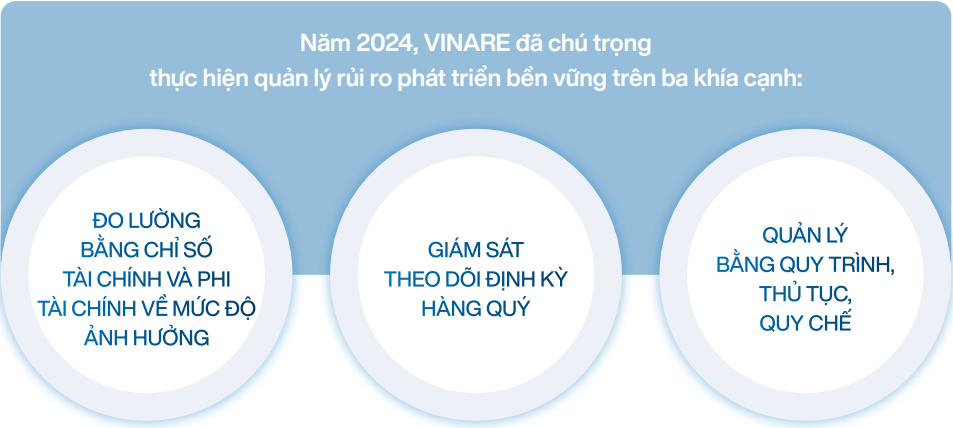 Năm 2024, VINARE đã chú trọng
thực hiện quản lý rủi ro phát triển bền vững trên ba khía cạnh:
ĐO LƯỜNG
BẰNG CHỈ SỐ
TÀI CHÍNH VÀ PHI
TÀI CHÍNH VỀ MỨC ĐỘ
ẢNH HƯỞNG
GIÁM SÁT
THEO DÕI ĐỊNH KỲ
HÀNG QUÝ
QUẢN LÝ
BẰNG QUY TRÌNH,
THỦ TỤC,
QUY CHẾ